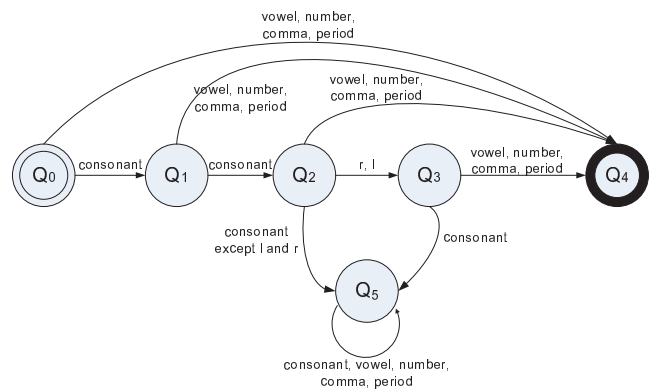 vowel, number,
comma, period
vowel, number,
comma, period
vowel, number,
comma, period
consonant
consonant
r, l
vowel, number,
comma, period
Q0
Q1
Q2
Q3
Q4
consonant
except l and r
consonant
Q5
consonant, vowel, number,
comma, period